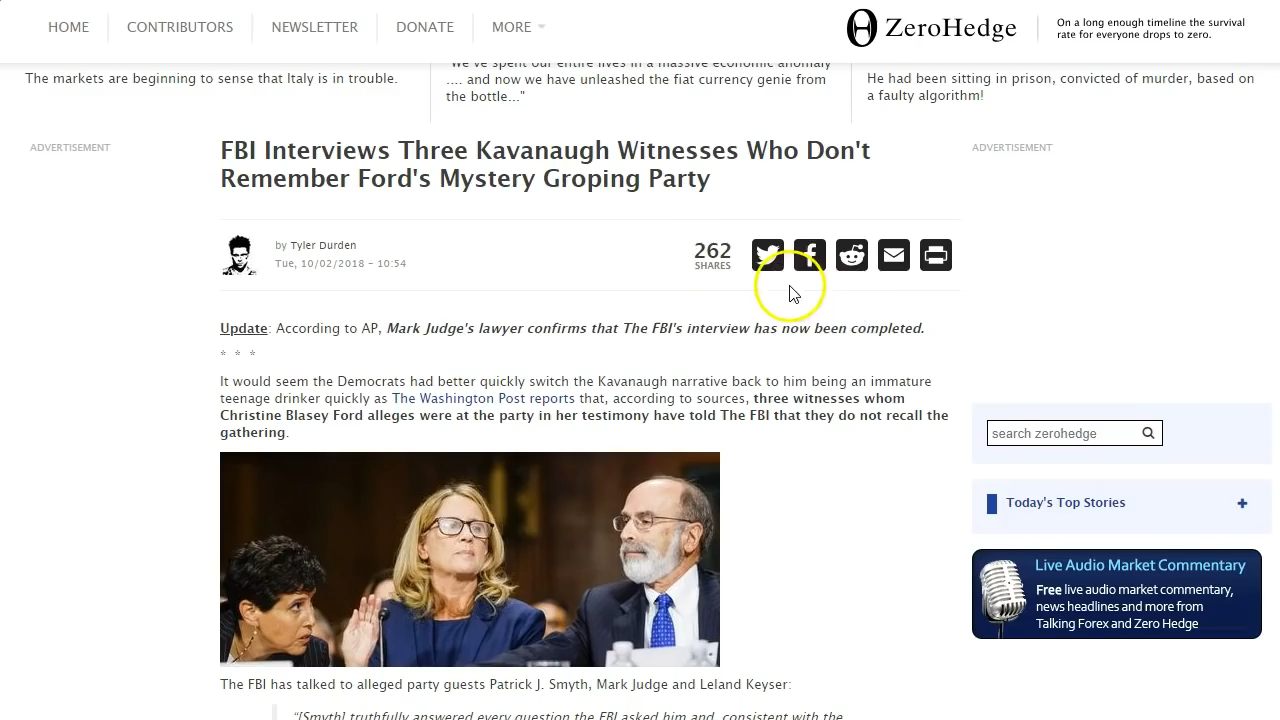 HOME
CONTRIBUTORS
NEWSLETTER
DONATE
MORE
ZeroHedge
On a long enough timeline the survival
rate for everyone drops to zero.
The markets are beginning to sense that Italy is in trouble.
"We've spent our entire lives in a massive economic anomaly
.... and now we have unleashed the fiat currency genie from
the bottle..."
He had been sitting in prison, convicted of murder, based on
a faulty algorithm!
ADVERTISEMENT
FBI Interviews Three Kavanaugh Witnesses Who Don't
Remember Ford's Mystery Groping Party
ADVERTISEMENT
by Tyler Durden
Tue, 10/02/2018 - 10:54
262
SHARES
Update: According to AP, Mark Judge's lawyer confirms that The FBI's interview has now been completed.
* * *
It would seem the Democrats had better quickly switch the Kavanaugh narrative back to him being an immature
teenage drinker quickly as The Washington Post reports that, according to sources, three witnesses whom
Christine Blasey Ford alleges were at the party in her testimony have told The FBI that they do not recall the
gathering.
search zerohedge
Today's Top Stories
+
Live Audio Market Commentary
Free live audio market commentary,
news headlines and more from
Talking Forex and Zero Hedge
The FBI has talked to alleged party guests Patrick J. Smyth, Mark Judge and Leland Keyser:
"[Smyth] truthfully answered every question the FBI asked him and, consistent with the